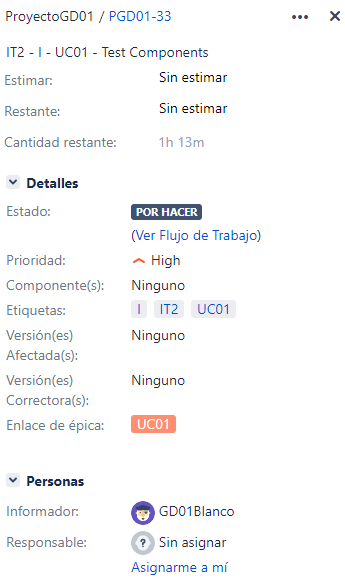 ProyectoGD01 / PGD01-33
IT2 - I - UC01 - Test Components
Estimar: Sin estimar
Restante: Sin estimar
Cantidad restante: 1h 13m
Detalles
Estado: POR HACER
(Ver Flujo de Trabajo)
Prioridad: High
Componente(s): Ninguno
Etiquetas: I IT2 UC01
Versión(es) Ninguno
Afectada(s):
Versión(es) Ninguno
Correctora(s):
Enlace de épica: UC01
Personas
Informador: GD01Blanco
Responsable: Sin asignar
Asignarme a mí